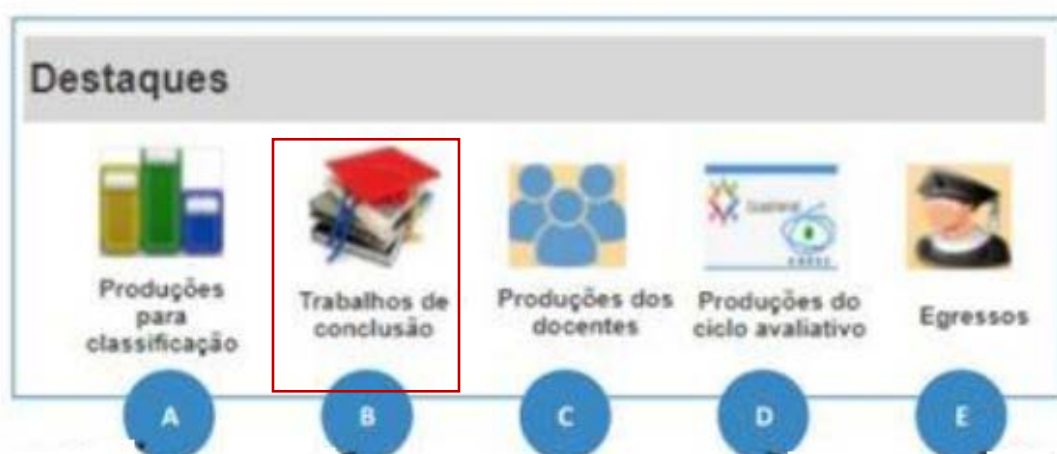 Destaques
Produções
para
classificação
Trabalhos de
conclusão
Produções dos
docentes
Produções do
ciclo avaliativo
Egressos
A
B
C
D
E